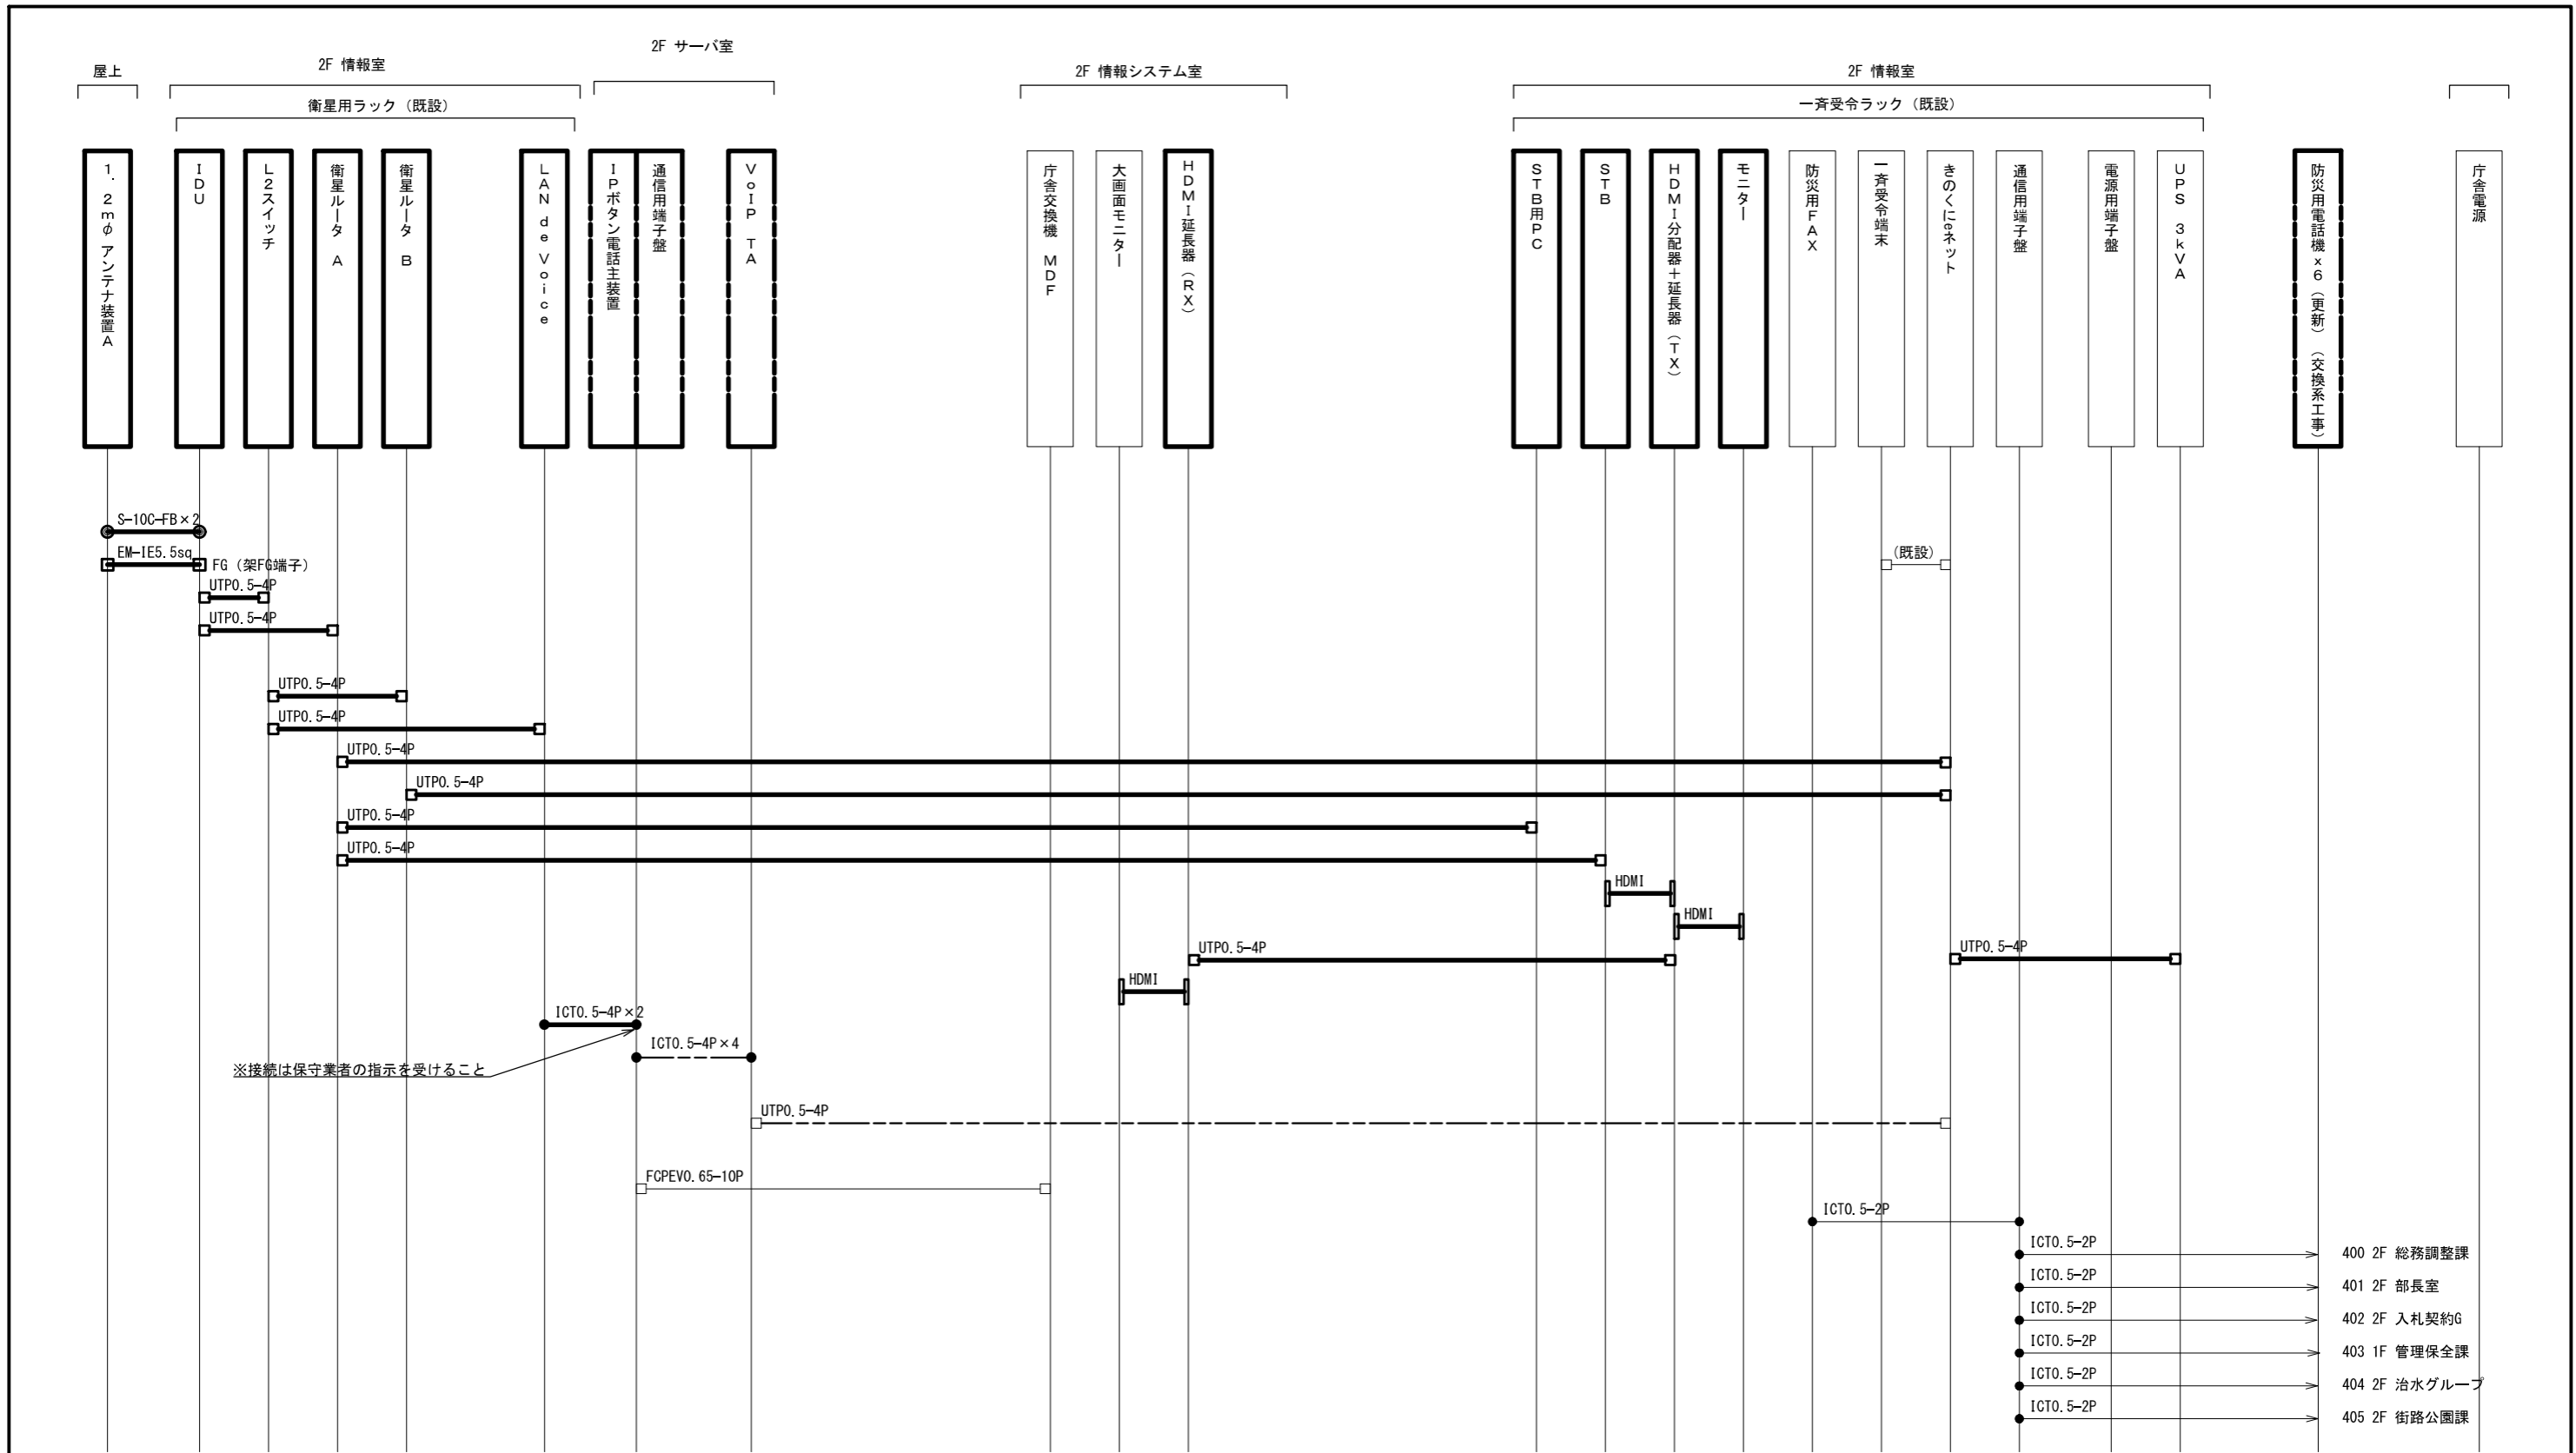 屋上
2F 情報室
2F サーバ室
2F 情報システム室
2F 情報室
衛星用ラック（既設）
一斉受令ラック（既設）
1．2mφ アンテナ装置A
IDU
L2スイッチ
衛星ルータ A
衛星ルータ B
LAN de Voice
IPボタン電話主装置
通信用端子盤
VoIP TA
庁舎交換機 MDF
大画面モニター
HDMI延長器（RX）
STB用PC
STB
HDMI分配器＋延長器（TX）
モニター
防災用FAX
一斉受令端末
きのくにeネット
通信用端子盤
電源用端子盤
UPS 3kVA
防災用電話機x6（更新）（交換系工事）
庁舎電源
S-10C-FB×2
EM-IE5.5sq
FG（架FG端子）
（既設）
UTP0.5-4P
UTP0.5-4P
UTP0.5-4P
UTP0.5-4P
UTP0.5-4P
UTP0.5-4P
UTP0.5-4P
UTP0.5-4P
HDMI
HDMI
UTP0.5-4P
UTP0.5-4P
HDMI
ICT0.5-4P×2
ICT0.5-4P×4
※接続は保守業者の指示を受けること
UTP0.5-4P
FCPEV0.65-10P
ICT0.5-2P
ICT0.5-2P
400 2F 総務調整課
ICT0.5-2P
401 2F 部長室
ICT0.5-2P
402 2F 入札契約G
ICT0.5-2P
403 1F 管理保全課
ICT0.5-2P
404 2F 治水グループ
ICT0.5-2P
405 2F 街路公園課